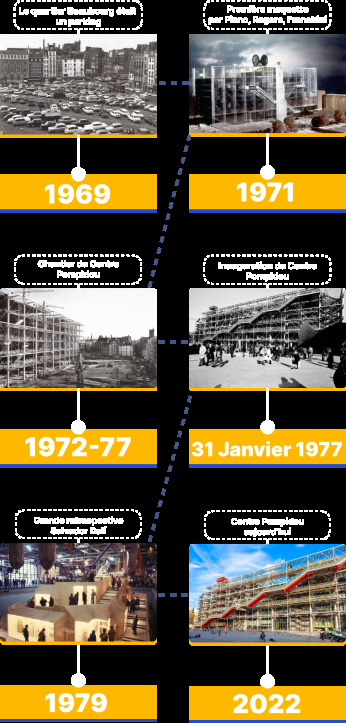 Le quartier Beaubourg était
un parking
1969
Première maquette
par Piano, Rogers, Franchini
1971
Chantier du Centre
Pompidou
1972-77
Inauguration du Centre
Pompidou
31 Janvier 1977
Grande rétrospective
Salvador Dalí
1979
Centre Pompidou
aujourd'hui
2022